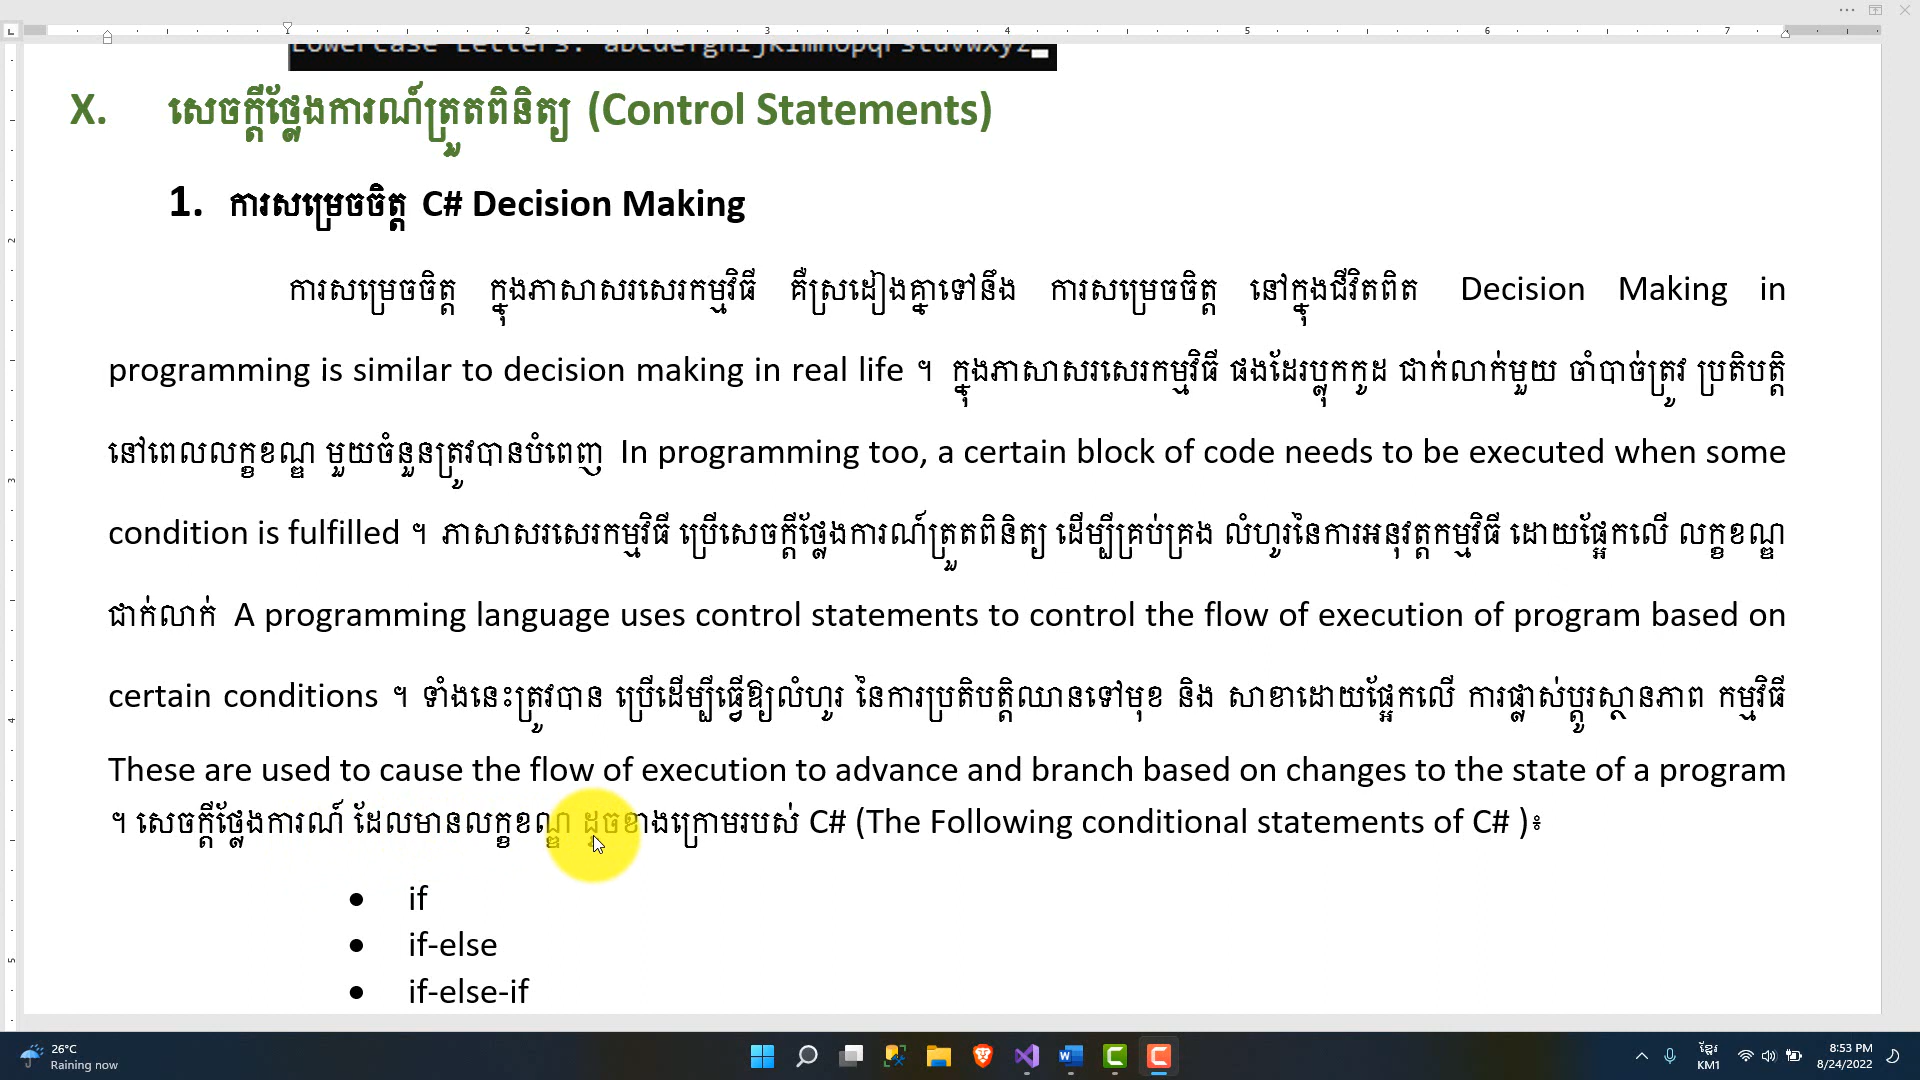 Lowercase Letters: abcdefghijklmnopqrstuvwxyz
X. សេចក្ដីថ្លែងការណ៍ត្រួតពិនិត្យ (Control Statements)
1. ការសម្រេចចិត្ត C# Decision Making
ការសម្រេចចិត្ត ក្នុងភាសាសរសេរកម្មវិធី គឺស្រដៀងគ្នាទៅនឹង ការសម្រេចចិត្ត នៅក្នុងជីវិតពិត Decision Making in
programming is similar to decision making in real life ។ ក្នុងភាសាសរសេរកម្មវិធី ផងដែរប្លុកកូដ ជាក់លាក់មួយ ចាំបាច់ត្រូវ ប្រតិបត្តិ
នៅពេលលក្ខខណ្ឌ មួយចំនួនត្រូវបានបំពេញ In programming too, a certain block of code needs to be executed when some
condition is fulfilled ។ ភាសាសរសេរកម្មវិធី ប្រើសេចក្ដីថ្លែងការណ៍ត្រួតពិនិត្យ ដើម្បីគ្រប់គ្រង លំហូរនៃការអនុវត្តកម្មវិធី ដោយផ្អែកលើ លក្ខខណ្ឌ
ជាក់លាក់ A programming language uses control statements to control the flow of execution of program based on
certain conditions ។ ទាំងនេះត្រូវបាន ប្រើដើម្បីធ្វើឱ្យលំហូរ នៃការប្រតិបត្តិឈានទៅមុខ និង សាខាដោយផ្អែកលើ ការផ្លាស់ប្ដូរស្ថានភាព កម្មវិធី
These are used to cause the flow of execution to advance and branch based on changes to the state of a program
។ សេចក្ដីថ្លែងការណ៍ ដែលមានលក្ខខណ្ឌ ដូចខាងក្រោមរបស់ C# (The Following conditional statements of C# )៖
• if
• if-else
• if-else-if
26°C
Raining now
ខ្មែរ
KM1
8:53 PM
8/24/2022